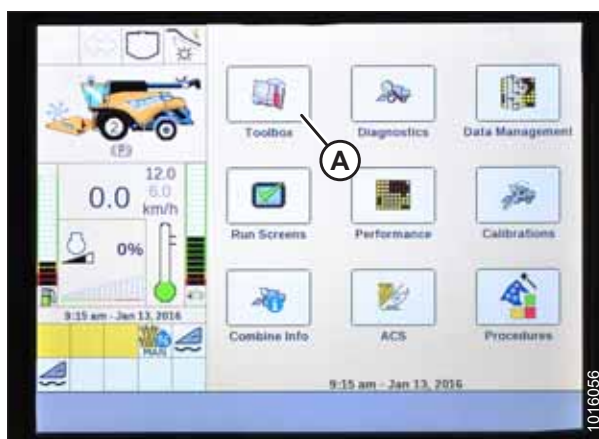 12.0
6.0
0.0 km/h
0%
9:15 am - Jan 13, 2016
MAN
2
(P)
Toolbox
Diagnostics
Data Management
A
Run Screens
Performance
Calibrations
Combine Info
ACS
Procedures
9:15 am - Jan 13, 2016
1016056